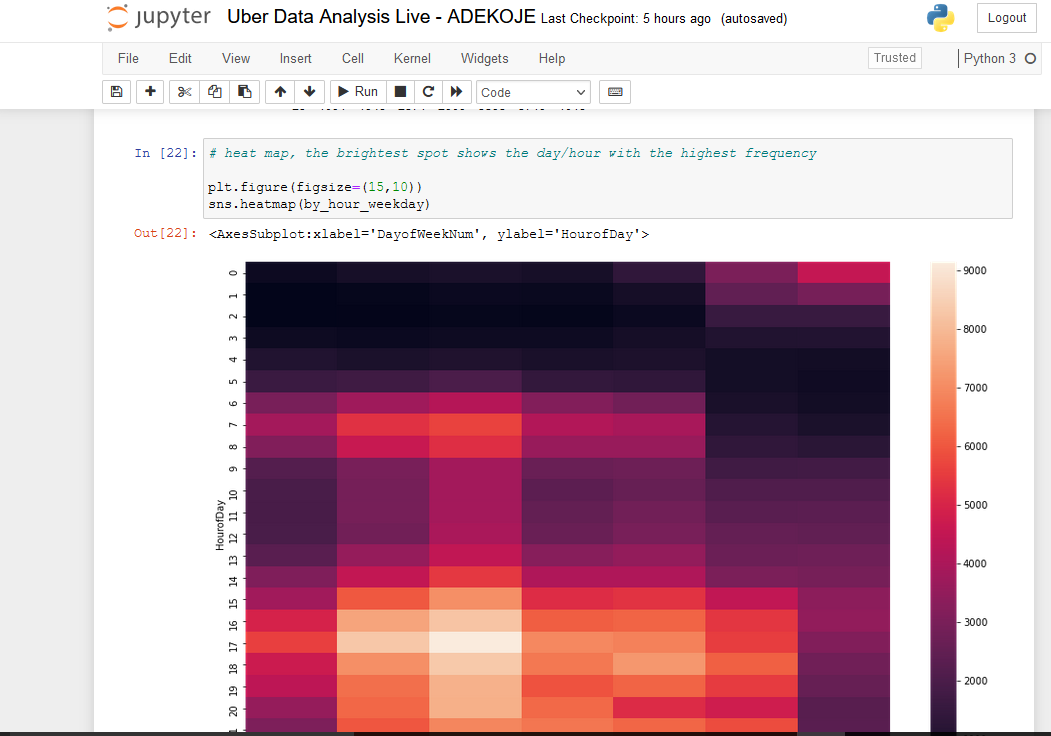 jupyter Uber Data Analysis Live - ADEKOJE Last Checkpoint: 5 hours ago (autosaved)
Logout
File Edit View Insert Cell Kernel Widgets Help
Trusted
Python 3
Run
Code
In [22]: # heat map, the brightest spot shows the day/hour with the highest frequency
plt.figure(figsize=(15,10))
sns.heatmap(by_hour_weekday)
Out[22]: <AxesSubplot:xlabel='DayofWeekNum', ylabel='HourofDay'>
0
1
2
3
4
5
6
7
8
9
10
11
12
13
14
15
16
17
18
19
20
HourofDay
9000
8000
7000
6000
5000
4000
3000
2000